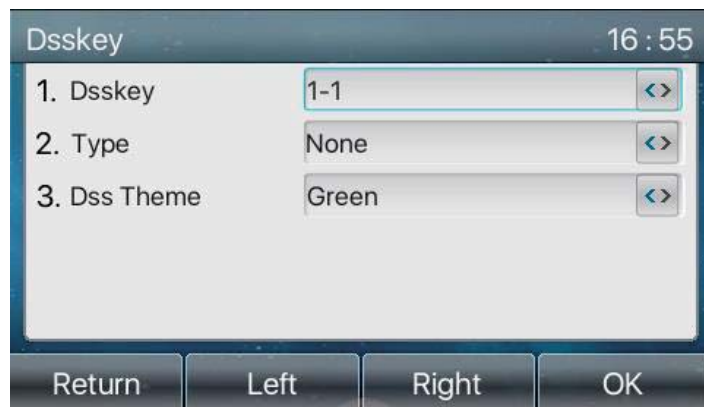 Dsskey 16 : 55
1. Dsskey 1-1
2. Type None
3. Dss Theme Green
Return Left Right OK